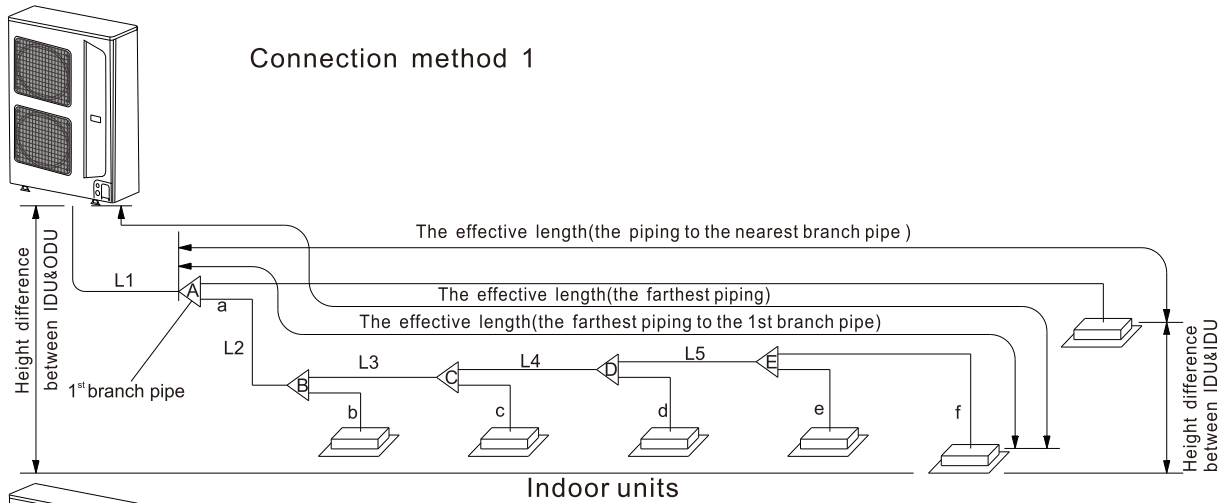 Connection method 1
The effective length(the piping to the nearest branch pipe )
Height difference
between IDU&ODU
L1
A
a
The effective length(the farthest piping)
The effective length(the farthest piping to the 1st branch pipe)
Height difference
between IDU&IDU
L2
L3
L4
L5
1st branch pipe
B
C
D
E
b
c
d
e
f
Indoor units